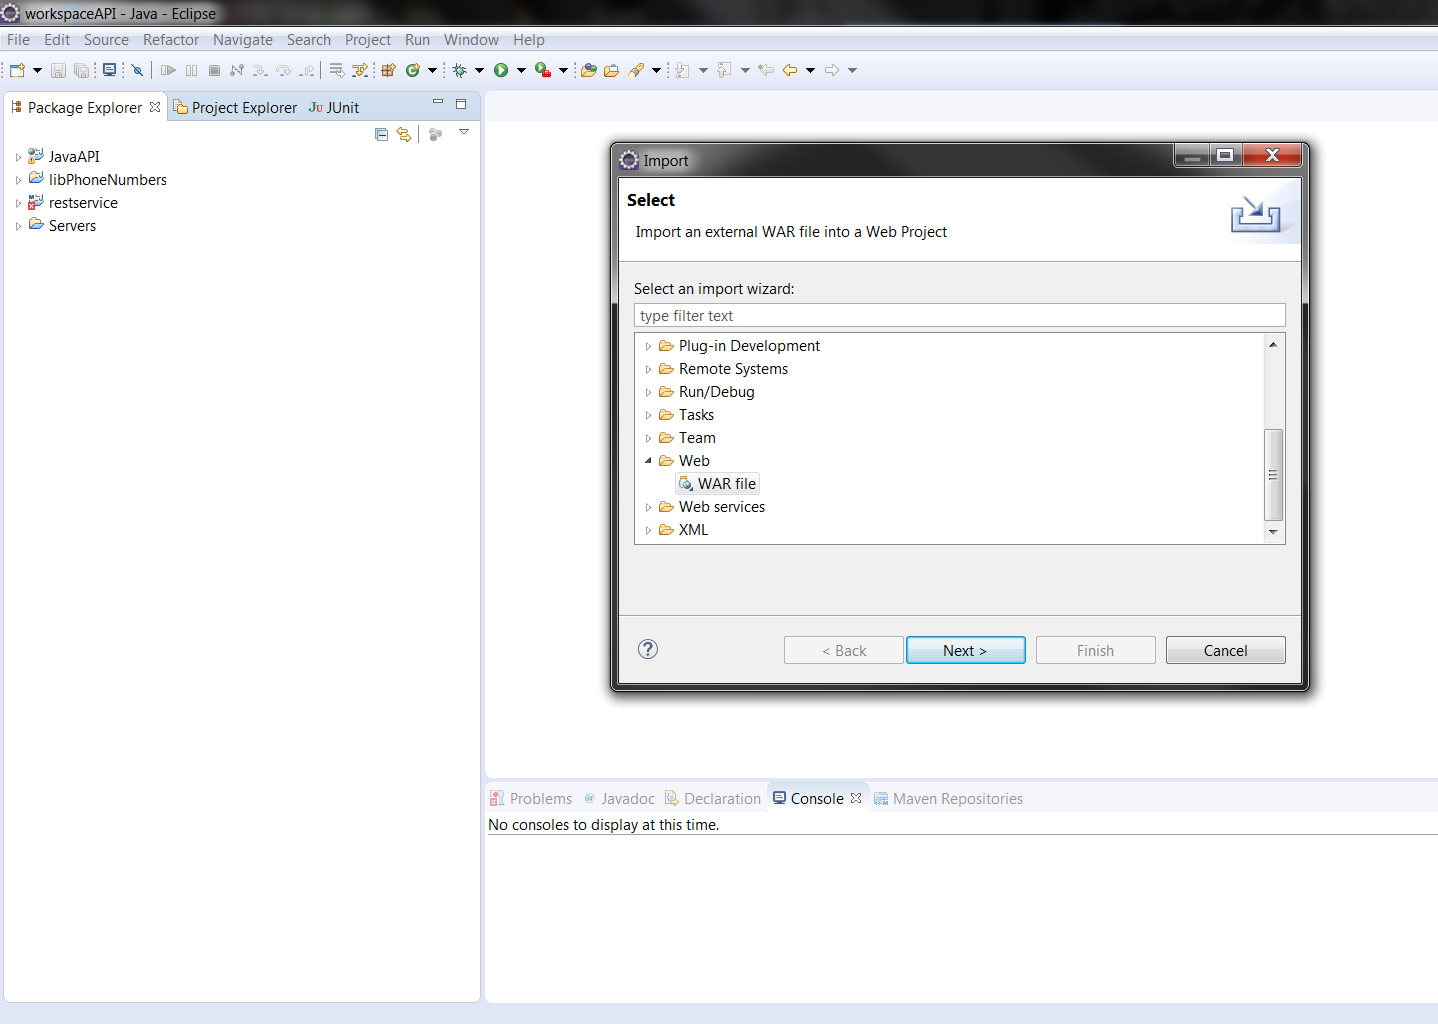 workspaceAPI - Java - Eclipse
File Edit Source Refactor Navigate Search Project Run Window Help
Package Explorer Project Explorer Ju JUnit
JavaAPI
libPhoneNumbers
restservice
Servers
Import
Select
Import an external WAR file into a Web Project
Select an import wizard:
type filter text
Plug-in Development
Remote Systems
Run/Debug
Tasks
Team
Web
WAR file
Web services
XML
? < Back Next > Finish Cancel
Problems @ Javadoc Declaration Console Maven Repositories
No consoles to display at this time.